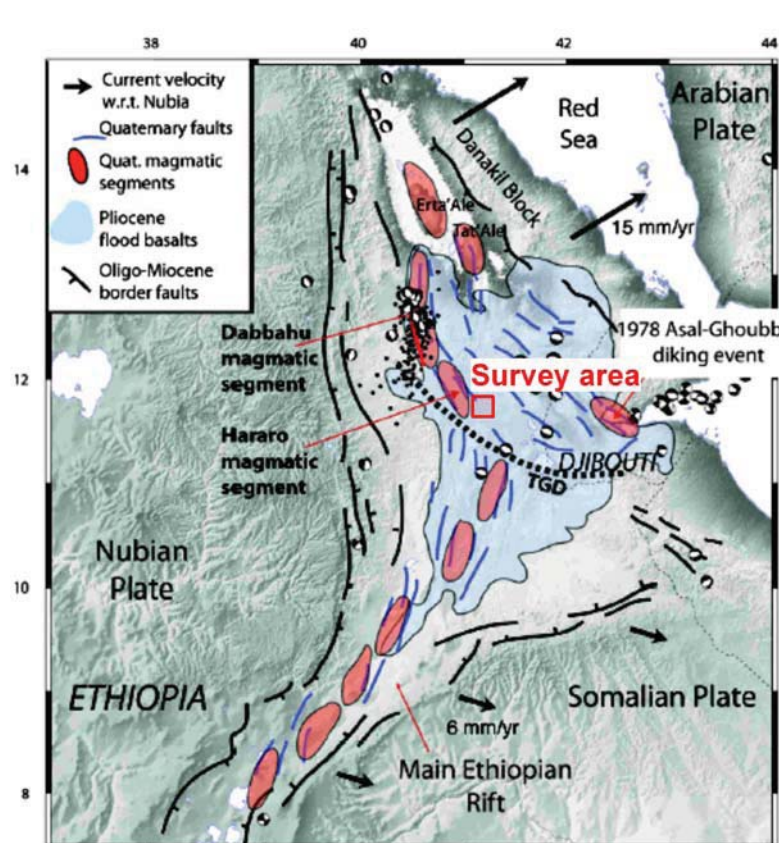 38
40
42
44
14
12
10
8
Current velocity
w.r.t. Nubia
Quaternary faults
Quat. magmatic
segments
Pliocene
flood basalts
Oligo-Miocene
border faults
Red
Sea
Arabian
Plate
Danakil Block
Erta'Ale
Tat'Ale
15 mm/yr
1978 Asal-Ghoubb
diking event
Dabbahu
magmatic
segment
Survey area
Hararo
magmatic
segment
DJIBOUTI
TGD
Nubian
Plate
ETHIOPIA
Somalian Plate
6 mm/yr
Main Ethiopian
Rift